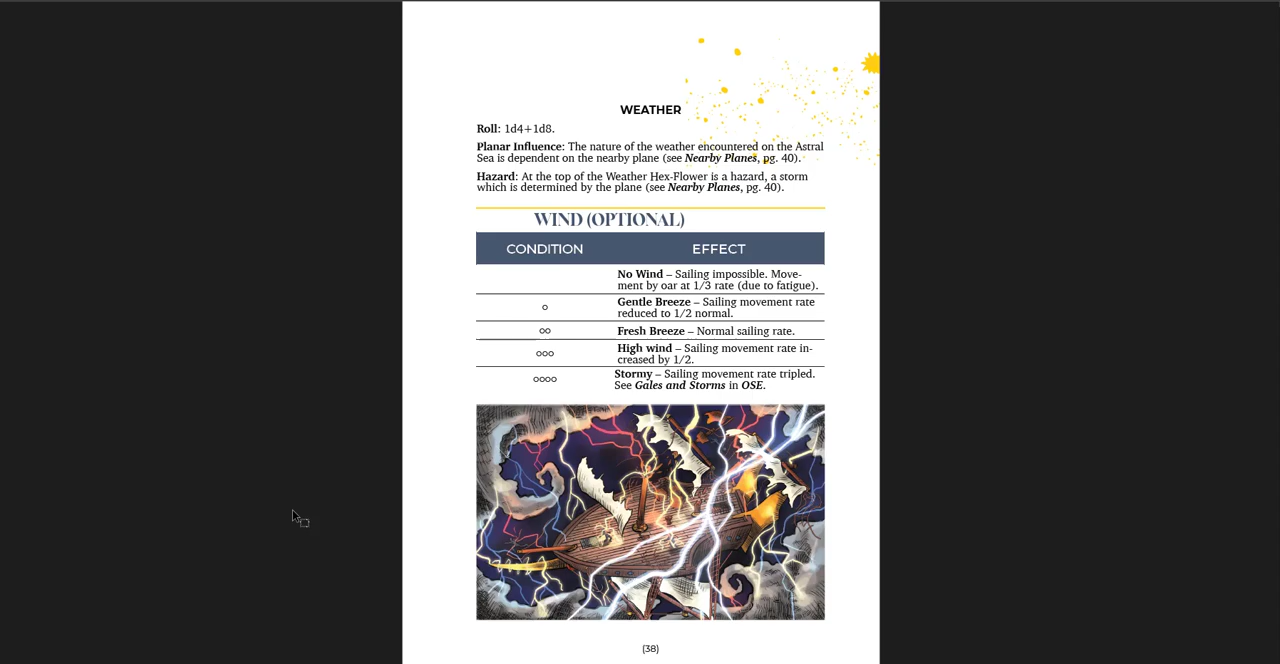 WEATHER
Roll: 1d4+1d8.
Planar Influence: The nature of the weather encountered on the Astral
Sea is dependent on the nearby plane (see Nearby Planes, pg. 40).
Hazard: At the top of the Weather Hex-Flower is a hazard, a storm
which is determined by the plane (see Nearby Planes, pg. 40).
WIND (OPTIONAL)
CONDITION EFFECT
No Wind – Sailing impossible. Move-
ment by oar at 1/3 rate (due to fatigue).
Gentle Breeze – Sailing movement rate
reduced to 1/2 normal.
Fresh Breeze – Normal sailing rate.
High wind – Sailing movement rate in-
creased by 1/2.
Stormy – Sailing movement rate tripled.
See Gales and Storms in OSE.
(38)